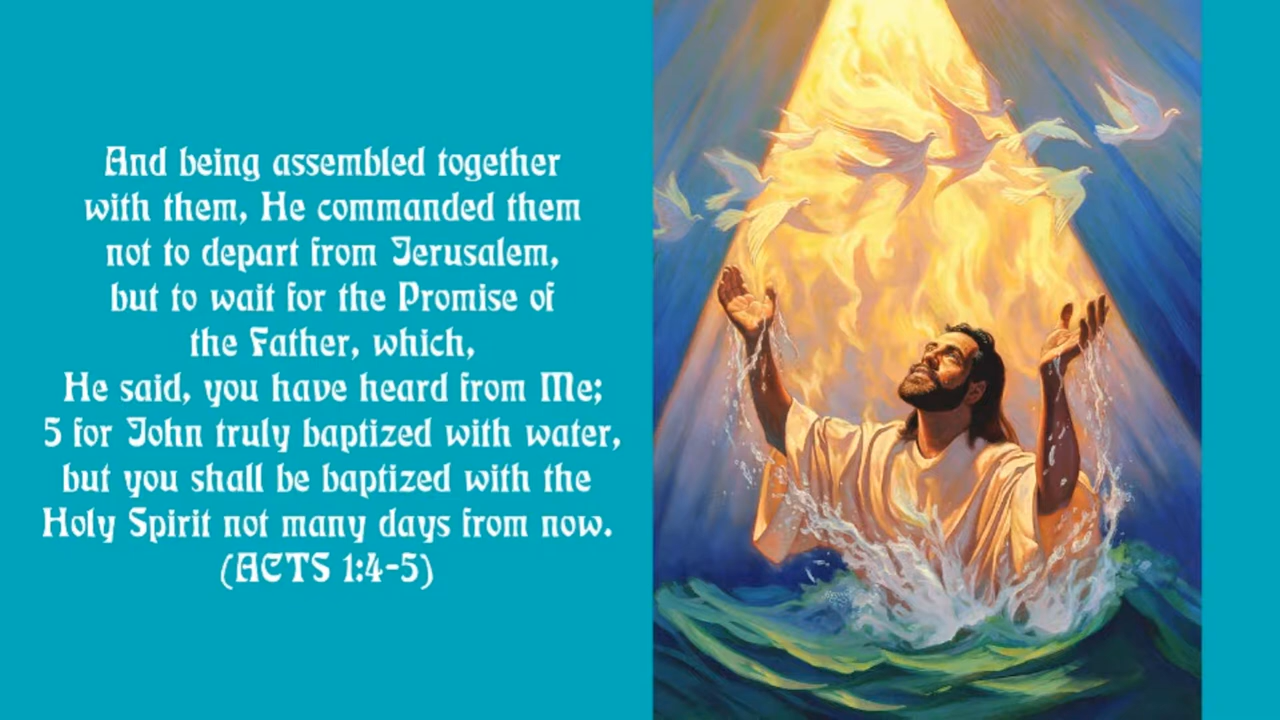 And being assembled together
with them, He commanded them
not to depart from Jerusalem,
but to wait for the Promise of
the Father, which,
He said, you have heard from Me;
5 for John truly baptized with water,
but you shall be baptized with the
Holy Spirit not many days from now.
(ACTS 1:4-5)